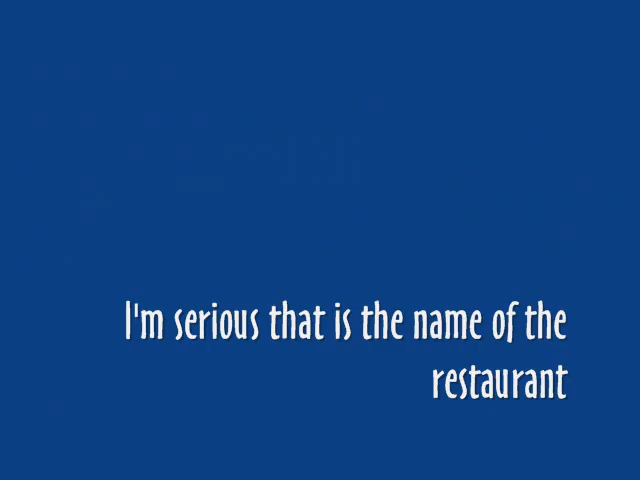 I'm serious that is the name of the
restaurant